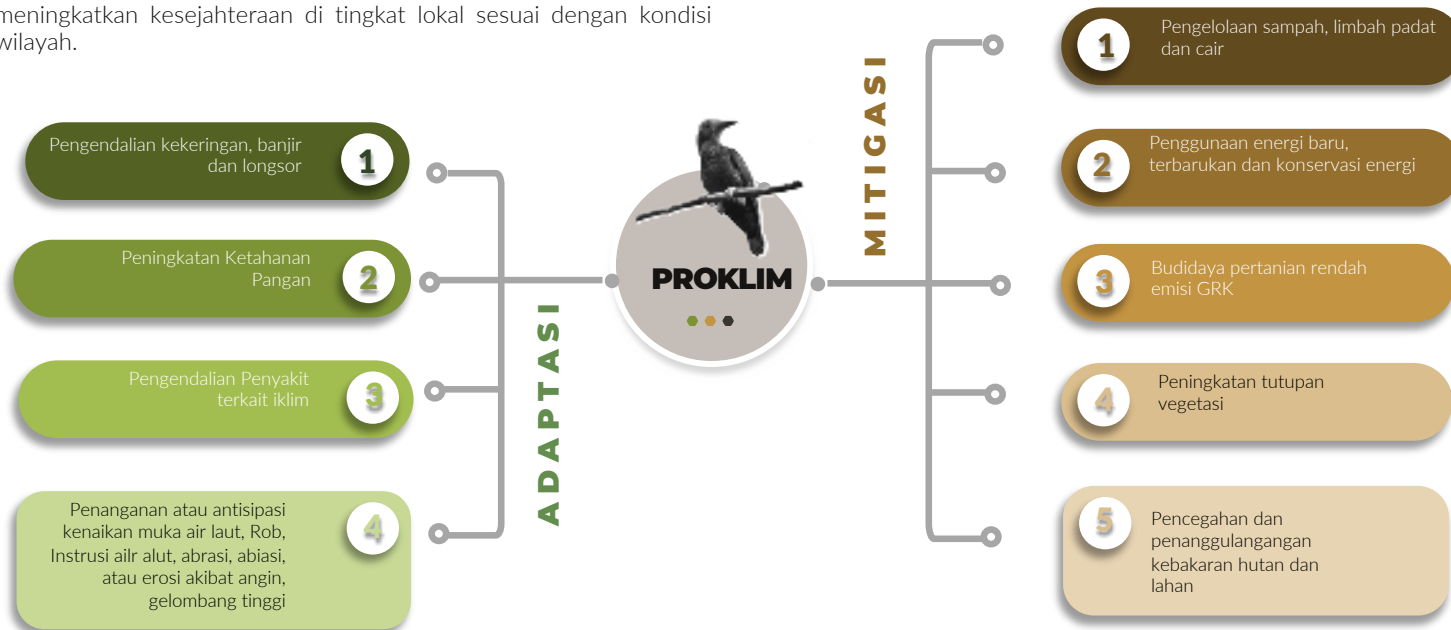 meningkatkan kesejahteraan di tingkat lokal sesuai dengan kondisi
wilayah.
1
Pengendalian kekeringan, banjir
dan longsor
2
Peningkatan Ketahanan
Pangan
3
Pengendalian Penyakit
terkait iklim
4
Penanganan atau antisipasi
kenaikan muka air laut, Rob,
Instrusi ailr alut, abrasi, abiasi,
atau erosi akibat angin,
gelombang tinggi
ADAPTASI
PROKLIM
MITIGASI
1
Pengelolaan sampah, limbah padat
dan cair
2
Penggunaan energi baru,
terbarukan dan konservasi energi
3
Budidaya pertanian rendah
emisi GRK
4
Peningkatan tutupan
vegetasi
5
Pencegahan dan
penanggulangangan
kebakaran hutan dan
lahan